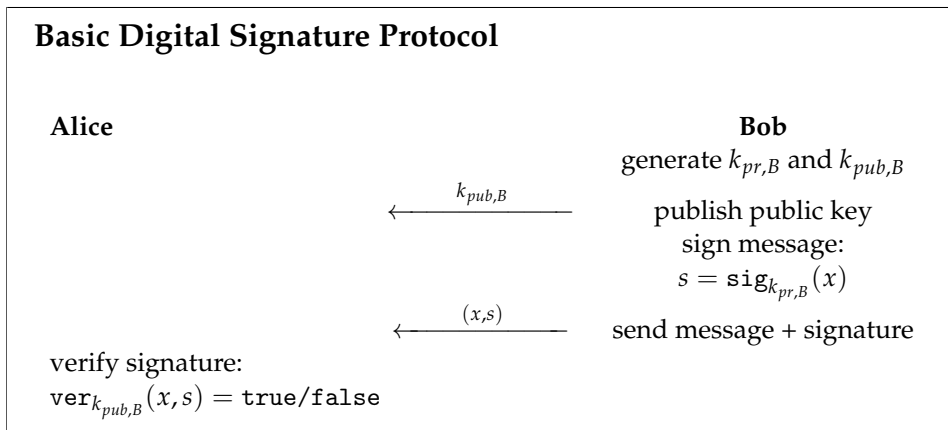 Basic Digital Signature Protocol
Alice Bob
generate k_{pr,B} and k_{pub,B}
k_{pub,B}
← publish public key
sign message:
s = sig_{k_{pr,B}}(x)
(x,s)
← send message + signature
verify signature:
ver_{k_{pub,B}}(x, s) = true/false